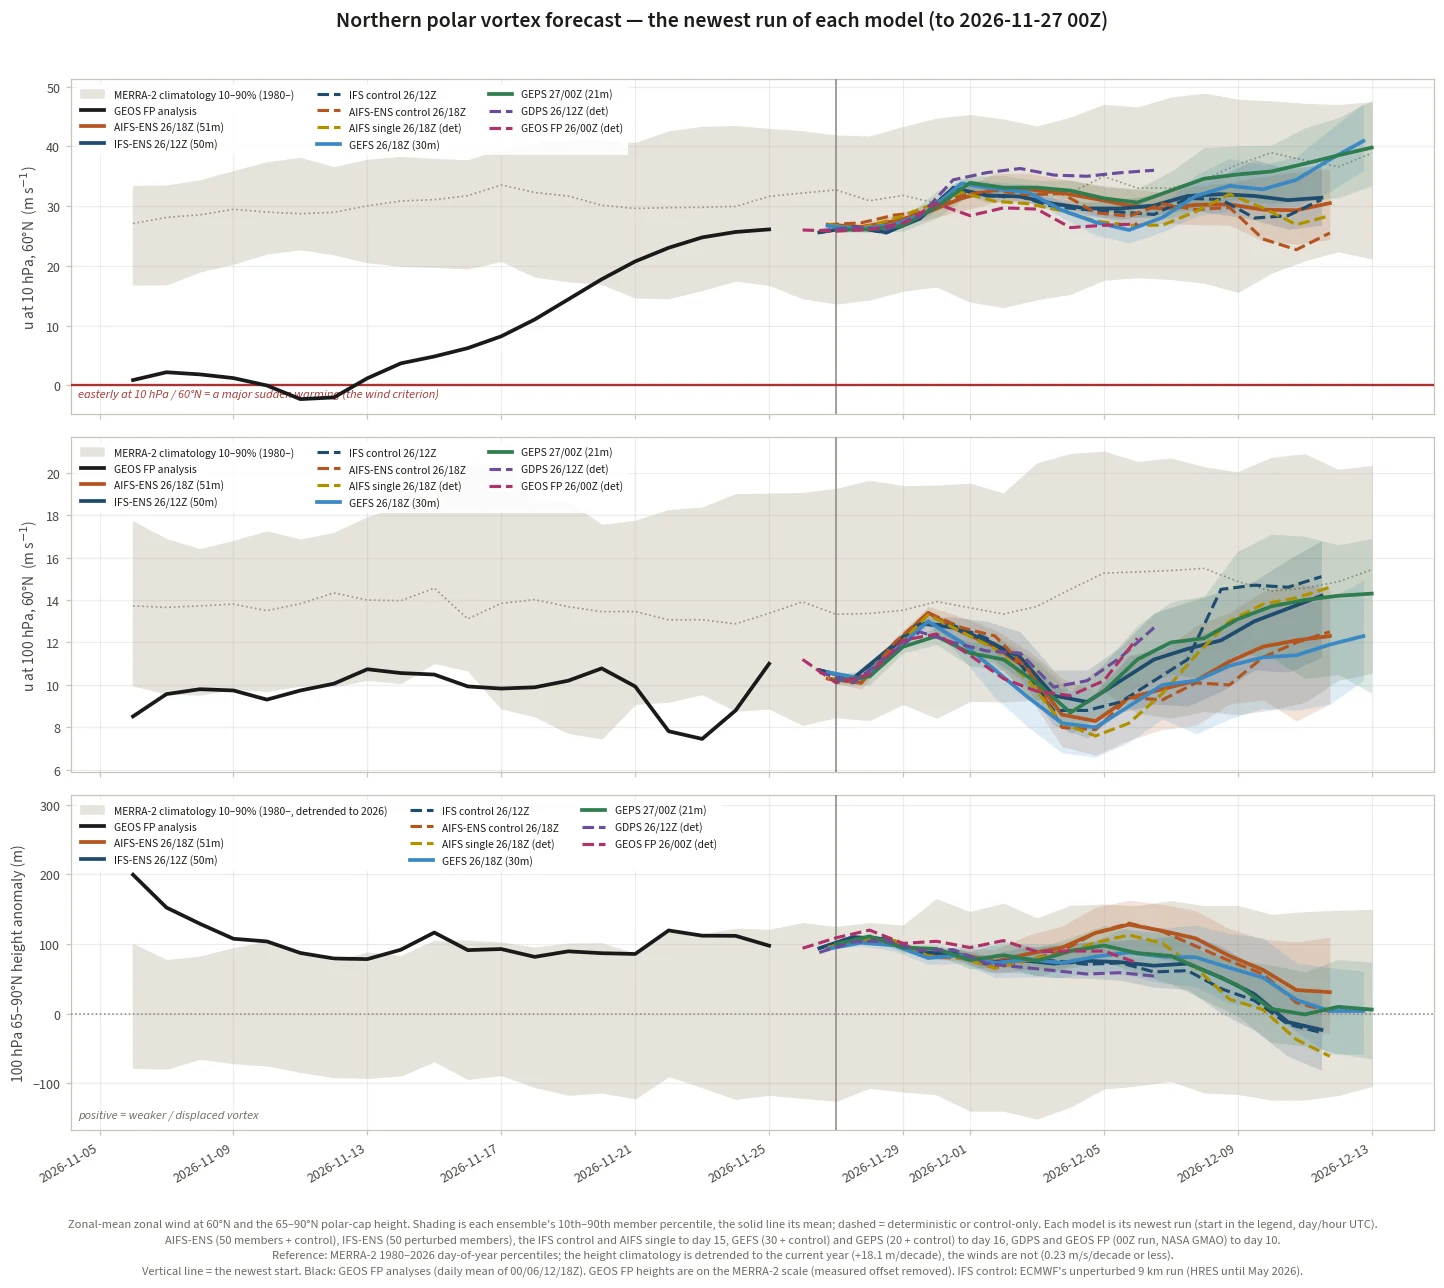 Northern polar vortex forecast — the newest run of each model (to 2026-11-27 00Z)
MERRA-2 climatology 10–90% (1980–)
GEOS FP analysis
AIFS-ENS 26/18Z (51m)
IFS-ENS 26/12Z (50m)
IFS control 26/12Z
AIFS-ENS control 26/18Z
AIFS single 26/18Z (det)
GEFS 26/18Z (30m)
GEPS 27/00Z (21m)
GDPS 26/12Z (det)
GEOS FP 26/00Z (det)
u at 10 hPa, 60°N (m s⁻¹)
50
40
30
20
10
0
easterly at 10 hPa / 60°N = a major sudden warming (the wind criterion)
MERRA-2 climatology 10–90% (1980–)
GEOS FP analysis
AIFS-ENS 26/18Z (51m)
IFS-ENS 26/12Z (50m)
IFS control 26/12Z
AIFS-ENS control 26/18Z
AIFS single 26/18Z (det)
GEFS 26/18Z (30m)
GEPS 27/00Z (21m)
GDPS 26/12Z (det)
GEOS FP 26/00Z (det)
u at 100 hPa, 60°N (m s⁻¹)
20
18
16
14
12
10
8
6
MERRA-2 climatology 10–90% (1980–, detrended to 2026)
GEOS FP analysis
AIFS-ENS 26/18Z (51m)
IFS-ENS 26/12Z (50m)
IFS control 26/12Z
AIFS-ENS control 26/18Z
AIFS single 26/18Z (det)
GEFS 26/18Z (30m)
GEPS 27/00Z (21m)
GDPS 26/12Z (det)
GEOS FP 26/00Z (det)
100 hPa 65–90°N height anomaly (m)
300
200
100
0
−100
positive = weaker / displaced vortex
2026-11-05
2026-11-09
2026-11-13
2026-11-17
2026-11-21
2026-11-25
2026-11-29
2026-12-01
2026-12-05
2026-12-09
2026-12-13
Zonal-mean zonal wind at 60°N and the 65–90°N polar-cap height. Shading is each ensemble's 10th–90th member percentile, the solid line its mean; dashed = deterministic or control-only. Each model is its newest run (start in the legend, day/hour UTC).
AIFS-ENS (50 members + control), IFS-ENS (50 perturbed members), the IFS control and AIFS single to day 15, GEFS (30 + control) and GEPS (20 + control) to day 16, GDPS and GEOS FP (00Z run, NASA GMAO) to day 10.
Reference: MERRA-2 1980–2026 day-of-year percentiles; the height climatology is detrended to the current year (+18.1 m/decade), the winds are not (0.23 m/s/decade or less).
Vertical line = the newest start. Black: GEOS FP analyses (daily mean of 00/06/12/18Z). GEOS FP heights are on the MERRA-2 scale (measured offset removed). IFS control: ECMWF's unperturbed 9 km run (HRES until May 2026).